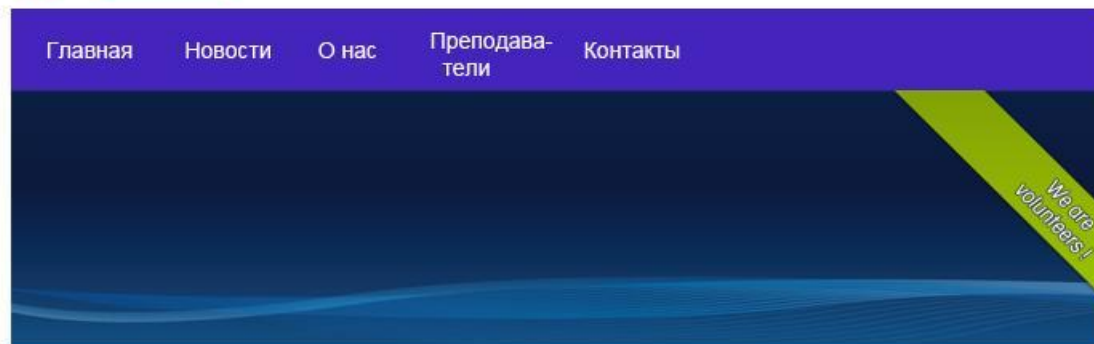 Главная
Новости
О нас
Преподава-
тели
Контакты
We are
volunteers!